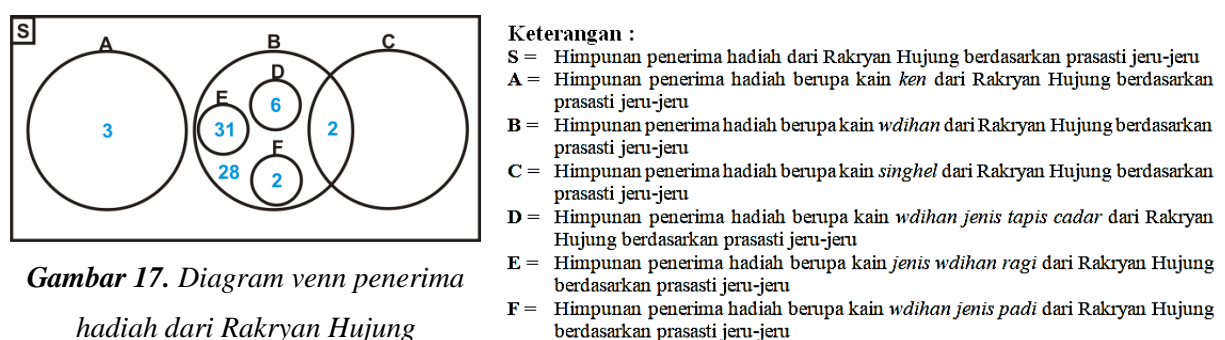 S
A
B
C
D
E
6
3
31
2
F
28
2
Gambar 17. Diagram venn penerima
hadiah dari Rakryan Hujung
Keterangan :
S = Himpunan penerima hadiah dari Rakryan Hujung berdasarkan prasasti jeru-jeru
A = Himpunan penerima hadiah berupa kain ken dari Rakryan Hujung berdasarkan
prasasti jeru-jeru
B = Himpunan penerima hadiah berupa kain wdihan dari Rakryan Hujung berdasarkan
prasasti jeru-jeru
C = Himpunan penerima hadiah berupa kain singhel dari Rakryan Hujung berdasarkan
prasasti jeru-jeru
D = Himpunan penerima hadiah berupa kain wdihan jenis tapis cadar dari Rakryan
Hujung berdasarkan prasasti jeru-jeru
E = Himpunan penerima hadiah berupa kain jenis wdihan ragi dari Rakryan Hujung
berdasarkan prasasti jeru-jeru
F = Himpunan penerima hadiah berupa kain wdihan jenis padi dari Rakryan Hujung
berdasarkan prasasti jeru-jeru